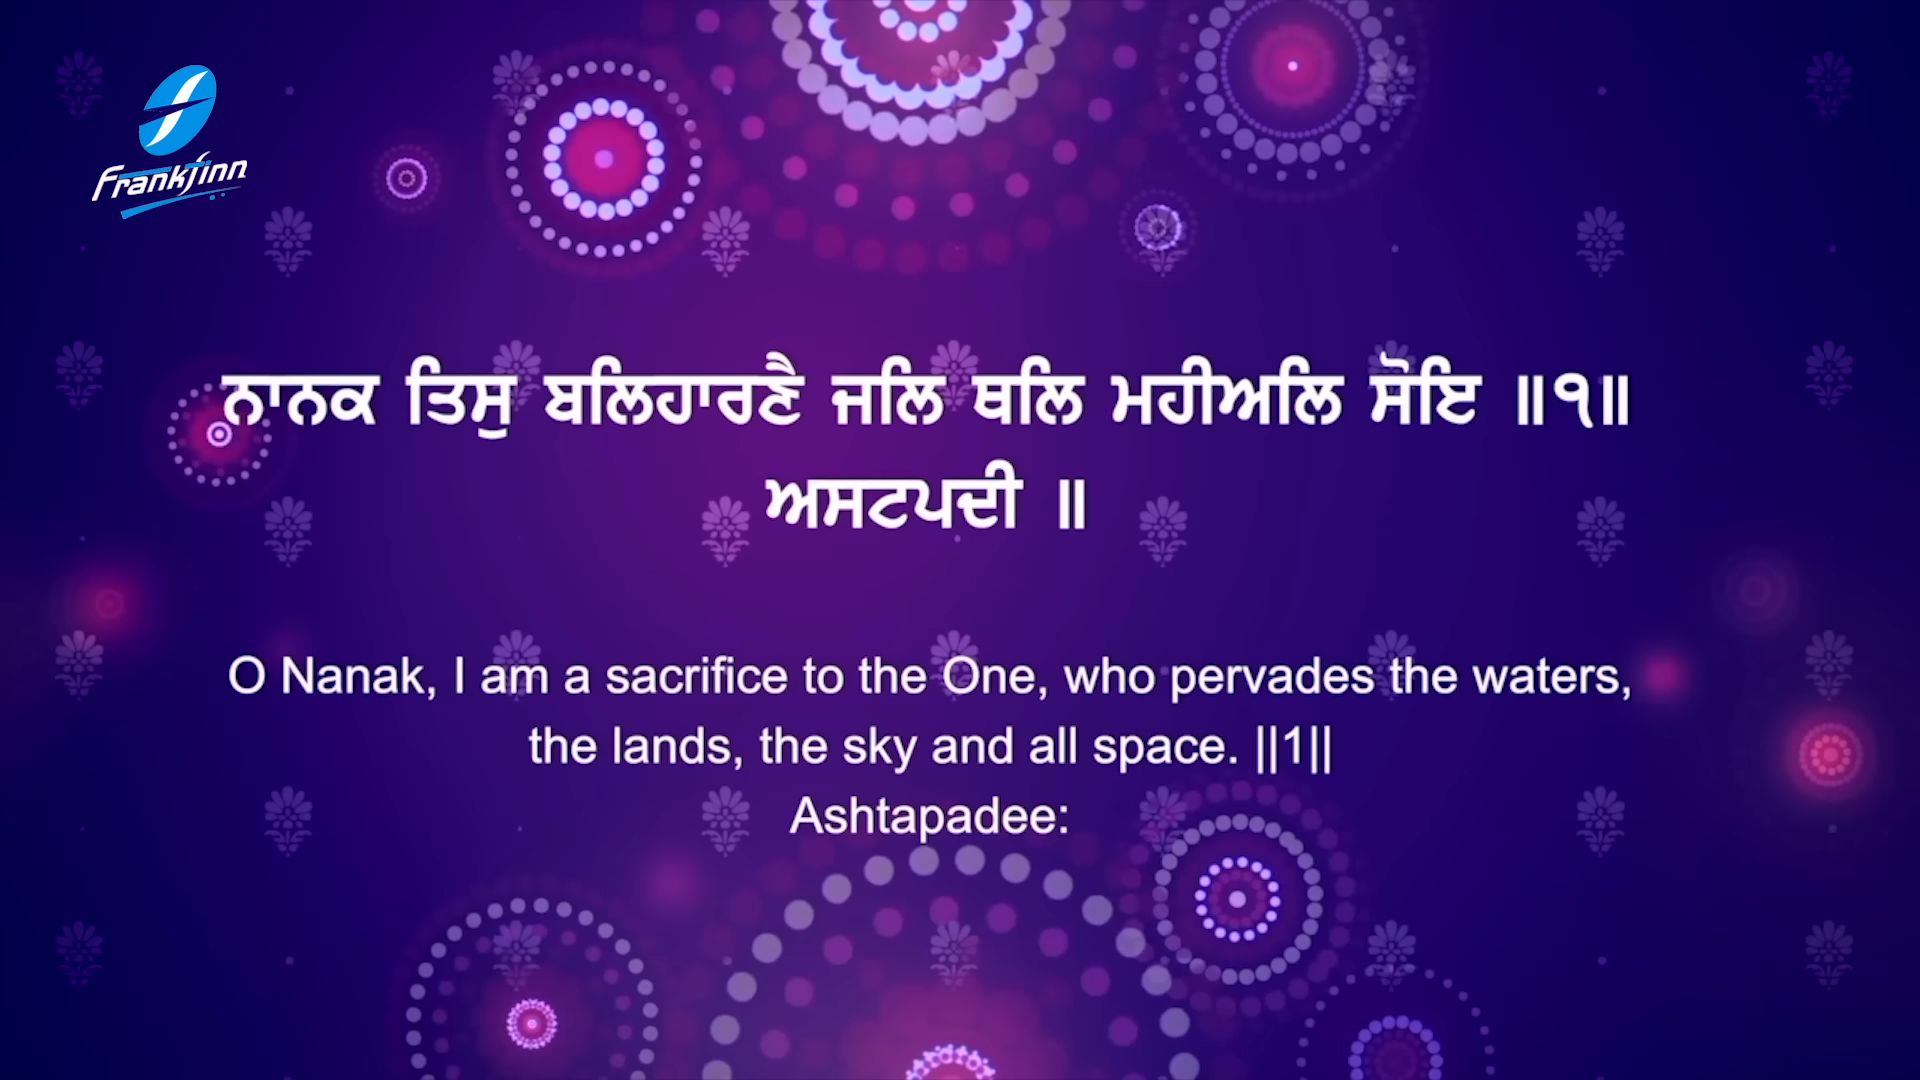 Frankfinn
ਨਾਨਕ ਤਿਸੁ ਬਲਿਹਾਰਣੈ ਜਲਿ ਥਲਿ ਮਹੀਅਲਿ ਸੋਇ ॥੧॥
ਅਸਟਪਦੀ ॥
O Nanak, I am a sacrifice to the One, who pervades the waters,
the lands, the sky and all space. ||1||
Ashtapadee: